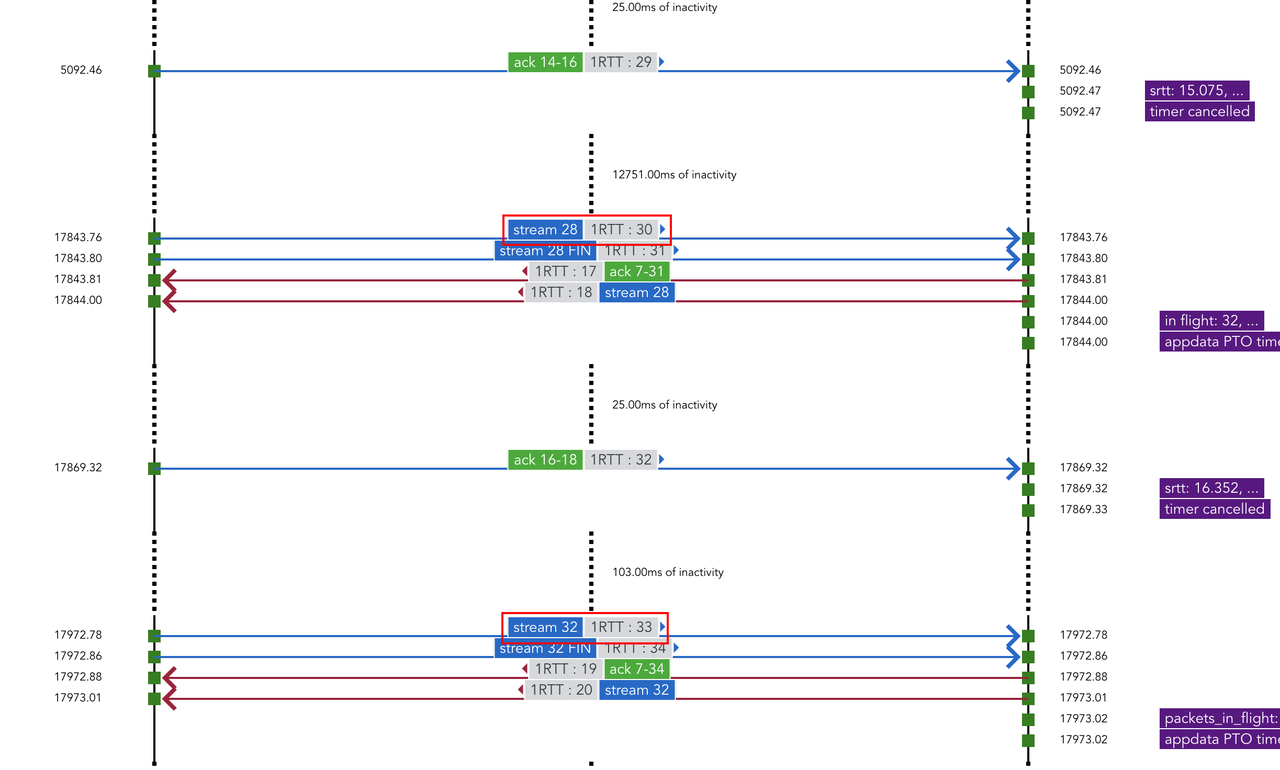 25.00ms of inactivity
ack 14-16 1RTT : 29
5092.46 5092.46
5092.47 srtt: 15.075, ...
5092.47 timer cancelled
12751.00ms of inactivity
stream 28 1RTT : 30
17843.76 17843.76
stream 28 FIN 1RTT : 31
17843.80 17843.80
1RTT : 17 ack 7-31
17843.81 17843.81
1RTT : 18 stream 28
17844.00 17844.00
17844.00 in flight: 32, ...
17844.00 appdata PTO time
25.00ms of inactivity
ack 16-18 1RTT : 32
17869.32 17869.32
17869.32 srtt: 16.352, ...
17869.33 timer cancelled
103.00ms of inactivity
stream 32 1RTT : 33
17972.78 17972.78
stream 32 FIN 1RTT : 34
17972.86 17972.86
1RTT : 19 ack 7-34
17972.88 17972.88
1RTT : 20 stream 32
17973.01 17973.01
17973.02 packets_in_flight:
17973.02 appdata PTO time